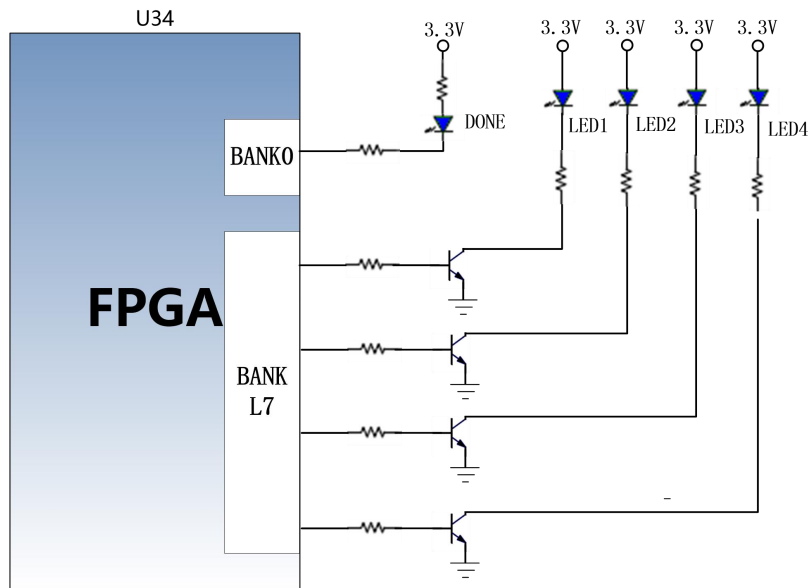 U34
3.3V
3.3V
3.3V
3.3V
3.3V
DONE
LED1
LED2
LED3
LED4
BANK0
FPGA
BANK
L7